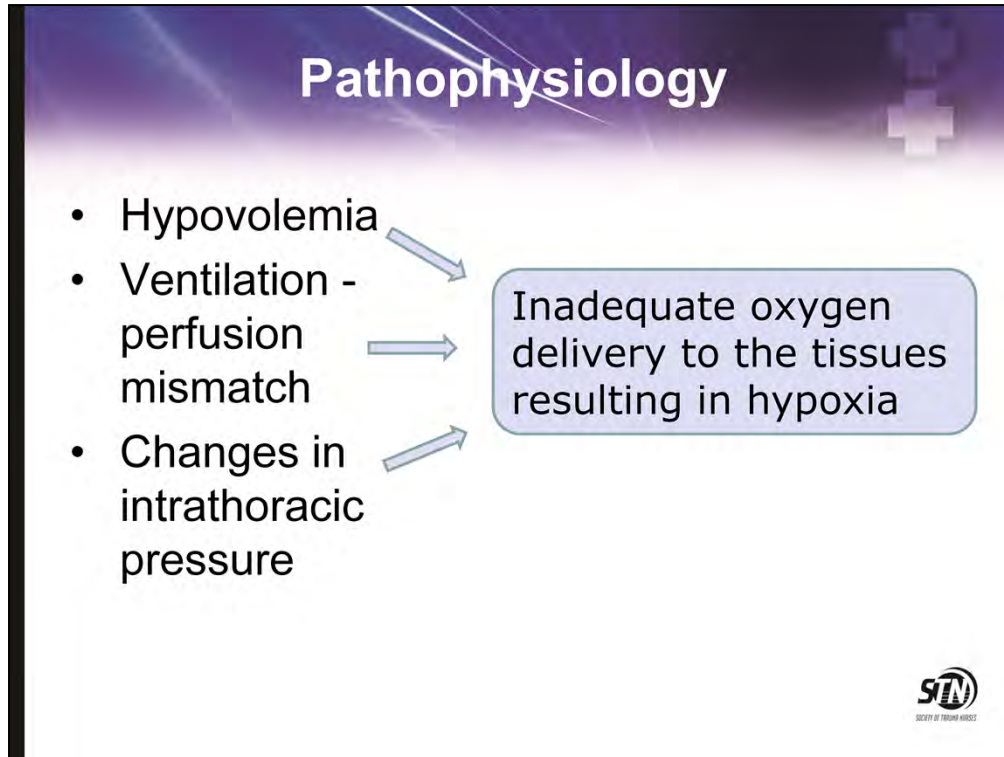 Pathophysiology
• Hypovolemia
• Ventilation -
perfusion
mismatch
• Changes in
intrathoracic
pressure
Inadequate oxygen
delivery to the tissues
resulting in hypoxia
STN
SOCIETY OF TRAUMA NURSES